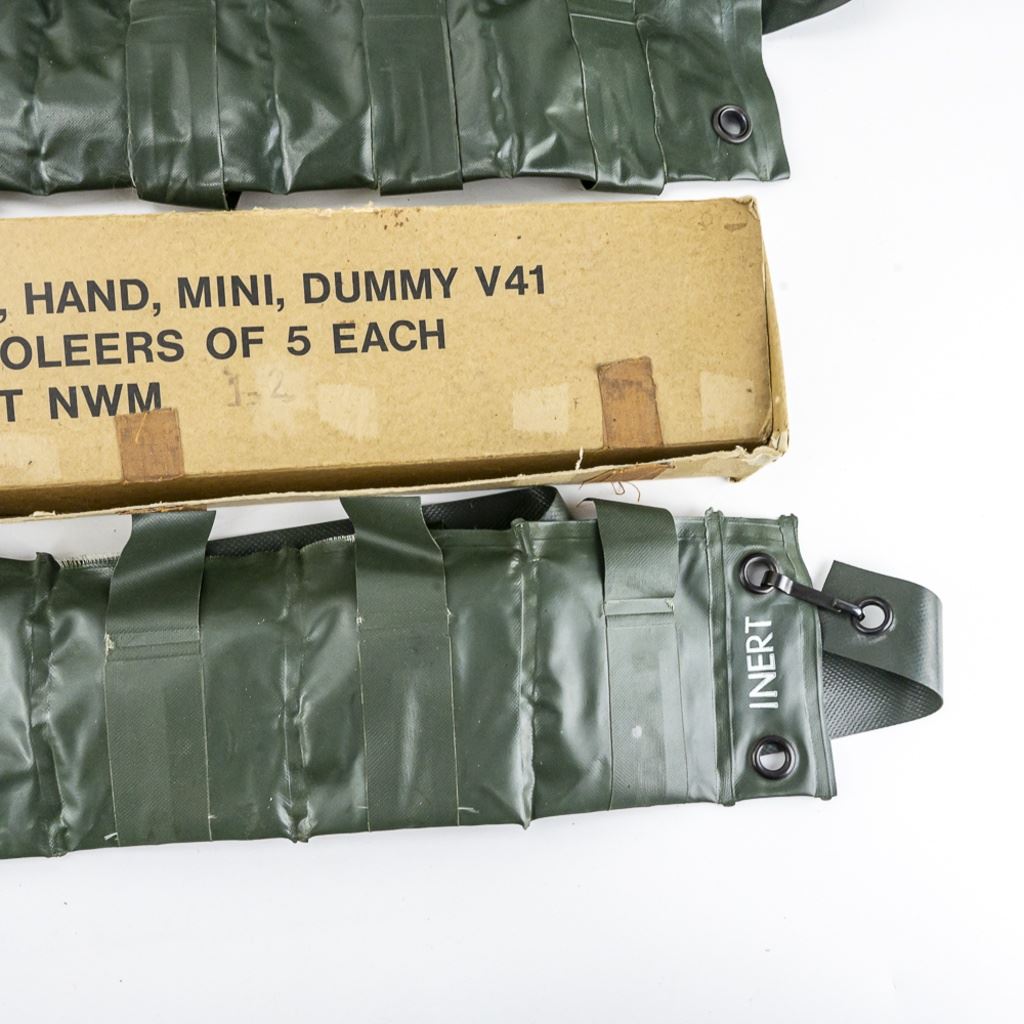 , HAND, MINI, DUMMY V41
OLEERS OF 5 EACH
T NWM
1-2
INERT